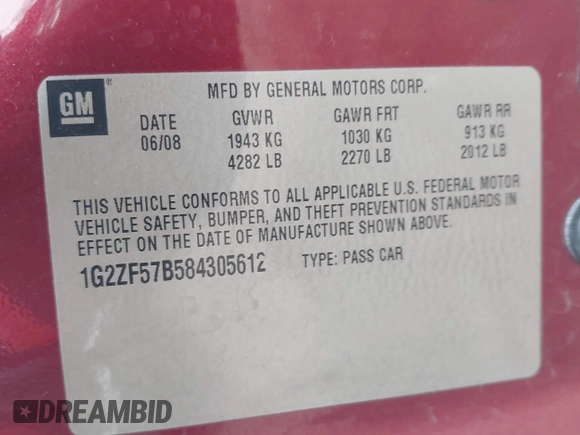 GM
MFD BY GENERAL MOTORS CORP.
DATE GVWR GAWR FRT GAWR RR
06/08 1943 KG 1030 KG 913 KG
4282 LB 2270 LB 2012 LB
THIS VEHICLE CONFORMS TO ALL APPLICABLE U.S. FEDERAL MOTOR
VEHICLE SAFETY, BUMPER, AND THEFT PREVENTION STANDARDS IN
EFFECT ON THE DATE OF MANUFACTURE SHOWN ABOVE.
1G2ZF57B584305612 TYPE: PASS CAR
DREAMBID